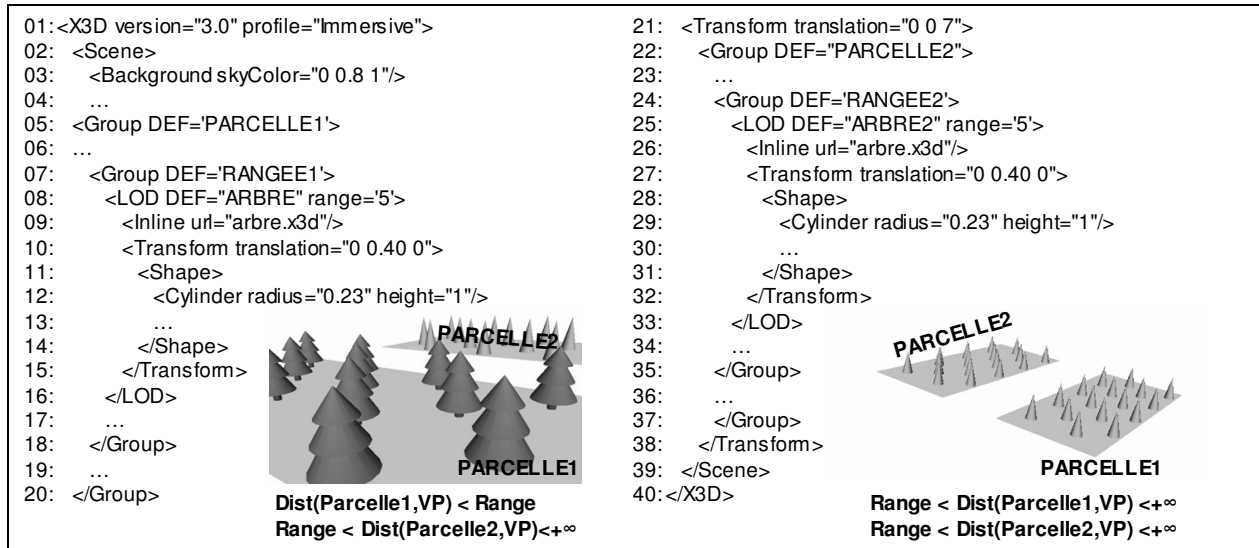 01:<X3D version="3.0" profile="Immersive">
02: <Scene>
03: <Background skyColor="0 0.8 1"/>
04: …
05: <Group DEF='PARCELLE1'>
06: …
07: <Group DEF='RANGEE1'>
08: <LOD DEF="ARBRE" range='5'>
09: <Inline url="arbre.x3d"/>
10: <Transform translation="0 0.40 0">
11: <Shape>
12: <Cylinder radius="0.23" height="1"/>
13: …
14: </Shape>
15: </Transform>
16: </LOD>
17: …
18: </Group>
19: …
20: </Group>
PARCELLE2
PARCELLE1
Dist(Parcelle1,VP) < Range
Range < Dist(Parcelle2,VP)<+∞
21: <Transform translation="0 0 7">
22: <Group DEF="PARCELLE2">
23: …
24: <Group DEF='RANGEE2'>
25: <LOD DEF="ARBRE2" range='5'>
26: <Inline url="arbre.x3d"/>
27: <Transform translation="0 0.40 0">
28: <Shape>
29: <Cylinder radius="0.23" height="1"/>
30: …
31: </Shape>
32: </Transform>
33: </LOD>
34: …
35: </Group>
36: …
37: </Group>
38: </Transform>
39: </Scene>
40:</X3D>
PARCELLE2
PARCELLE1
Range < Dist(Parcelle1,VP) <+∞
Range < Dist(Parcelle2,VP) <+∞